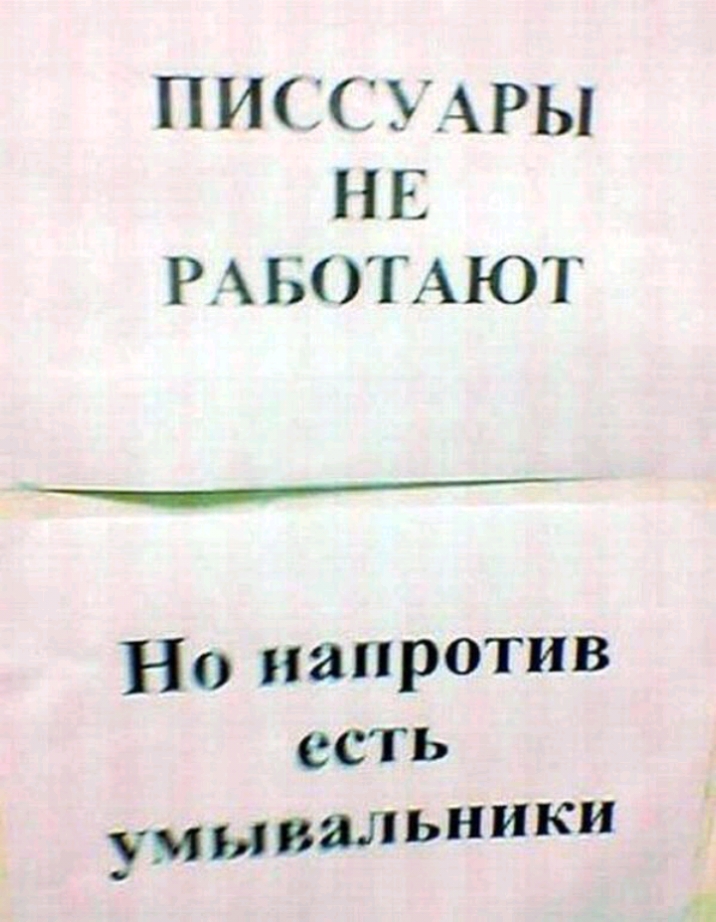 ПИССУАРЫ
НЕ
РАБОТАЮТ
Но напротив
есть
умывальники